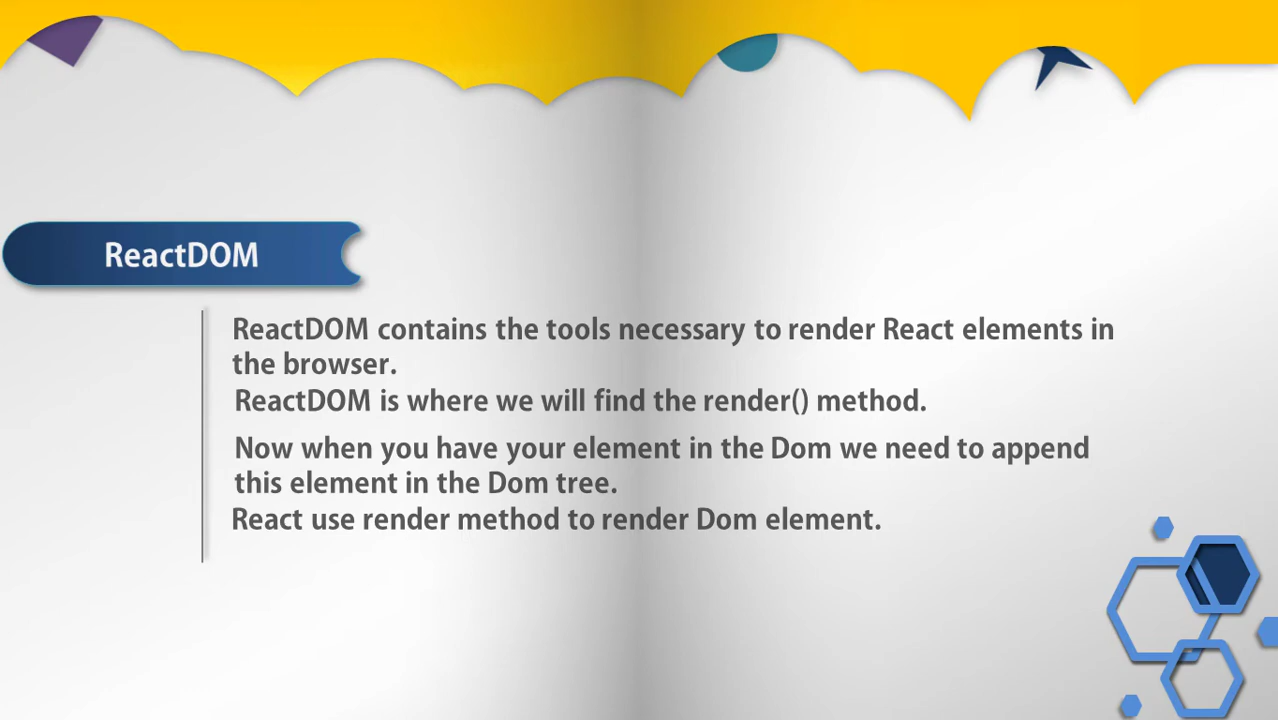 ReactDOM
ReactDOM contains the tools necessary to render React elements in
the browser.
ReactDOM is where we will find the render() method.
Now when you have your element in the Dom we need to append
this element in the Dom tree.
React use render method to render Dom element.